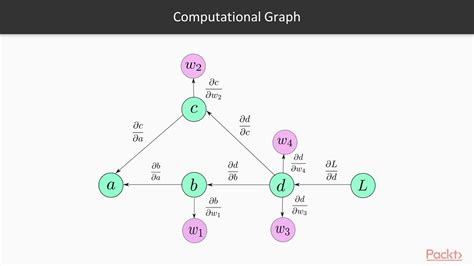 Computational Graph
w₂
∂c/∂w₂
c
∂c/∂a
∂d/∂c
w₄
∂d/∂w₄
∂b/∂a
∂d/∂b
∂L/∂d
a
b
d
L
∂b/∂w₁
∂d/∂w₃
w₁
w₃
Packt>